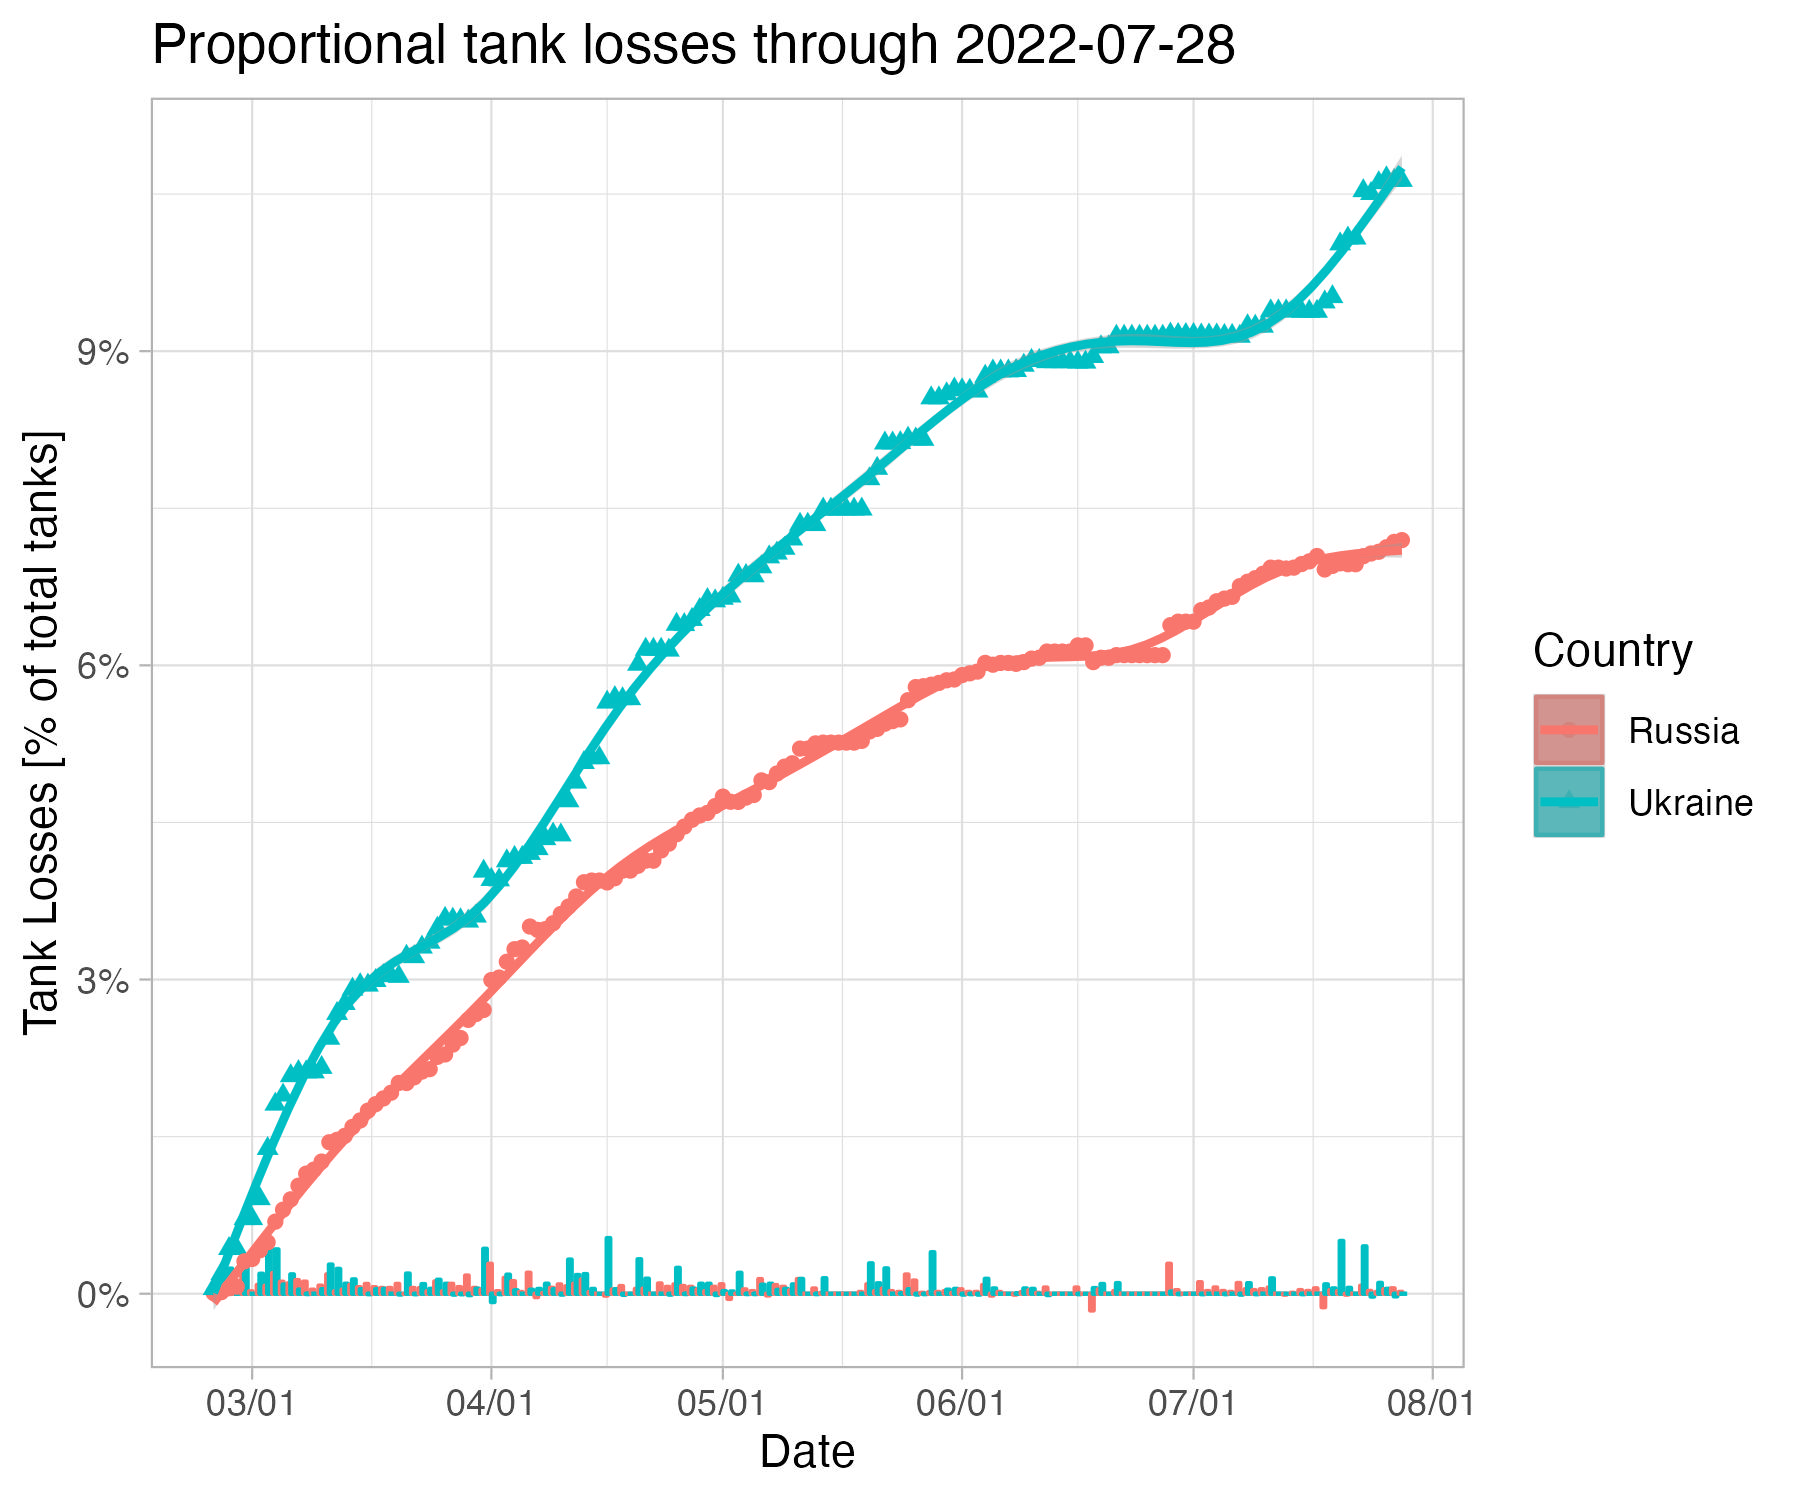 Proportional tank losses through 2022-07-28
Tank Losses [% of total tanks]
9%
6%
3%
0%
03/01
04/01
05/01
06/01
07/01
08/01
Date
Country
Russia
Ukraine